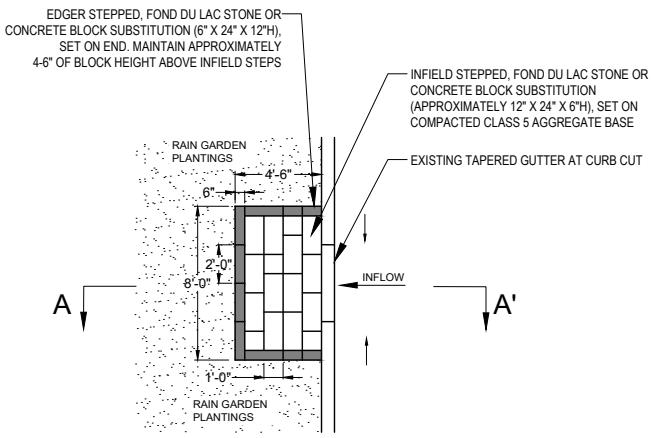 EDGER STEPPED, FOND DU LAC STONE OR
CONCRETE BLOCK SUBSTITUTION (6" X 24" X 12"H),
SET ON END. MAINTAIN APPROXIMATELY
4-6" OF BLOCK HEIGHT ABOVE INFIELD STEPS
INFIELD STEPPED, FOND DU LAC STONE OR
CONCRETE BLOCK SUBSTITUTION
(APPROXIMATELY 12" X 24" X 6"H), SET ON
COMPACTED CLASS 5 AGGREGATE BASE
EXISTING TAPERED GUTTER AT CURB CUT
RAIN GARDEN
PLANTINGS
4'-6"
6"
2'-0"
8'-0"
INFLOW
A
A'
1'-0"
RAIN GARDEN
PLANTINGS